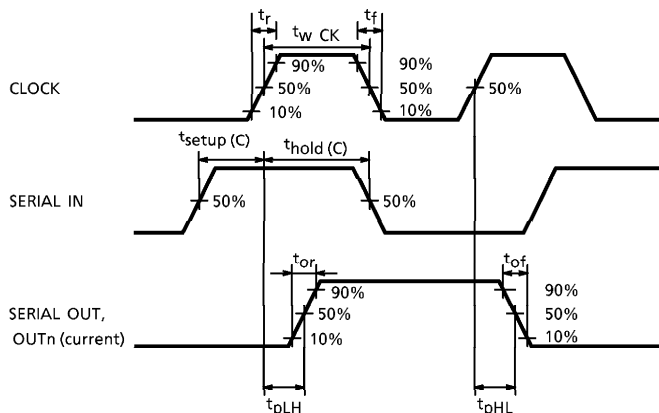 tr
tw CK
tf
CLOCK
90%
50%
10%
90%
50%
10%
50%
tsetup (C)
thold (C)
SERIAL IN
50%
50%
tor
tof
SERIAL OUT,
OUTn (current)
90%
50%
10%
90%
50%
10%
tpLH
tpHL